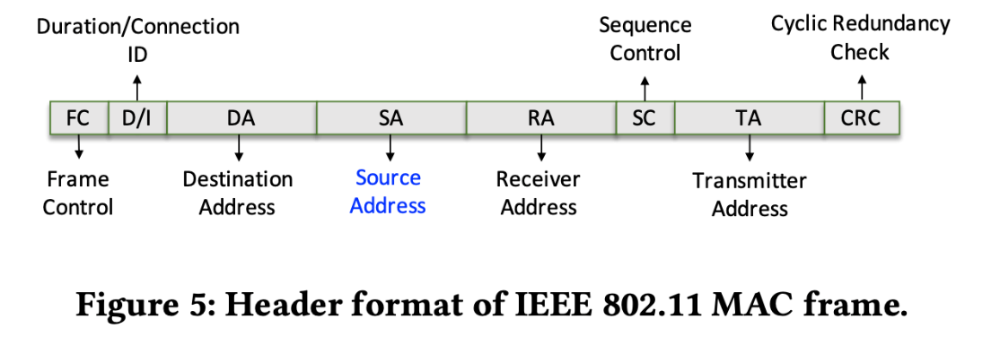 Duration/Connection
ID
Sequence
Control
Cyclic Redundancy
Check
FC D/I DA SA RA SC TA CRC
Frame
Control
Destination
Address
Source
Address
Receiver
Address
Transmitter
Address
Figure 5: Header format of IEEE 802.11 MAC frame.